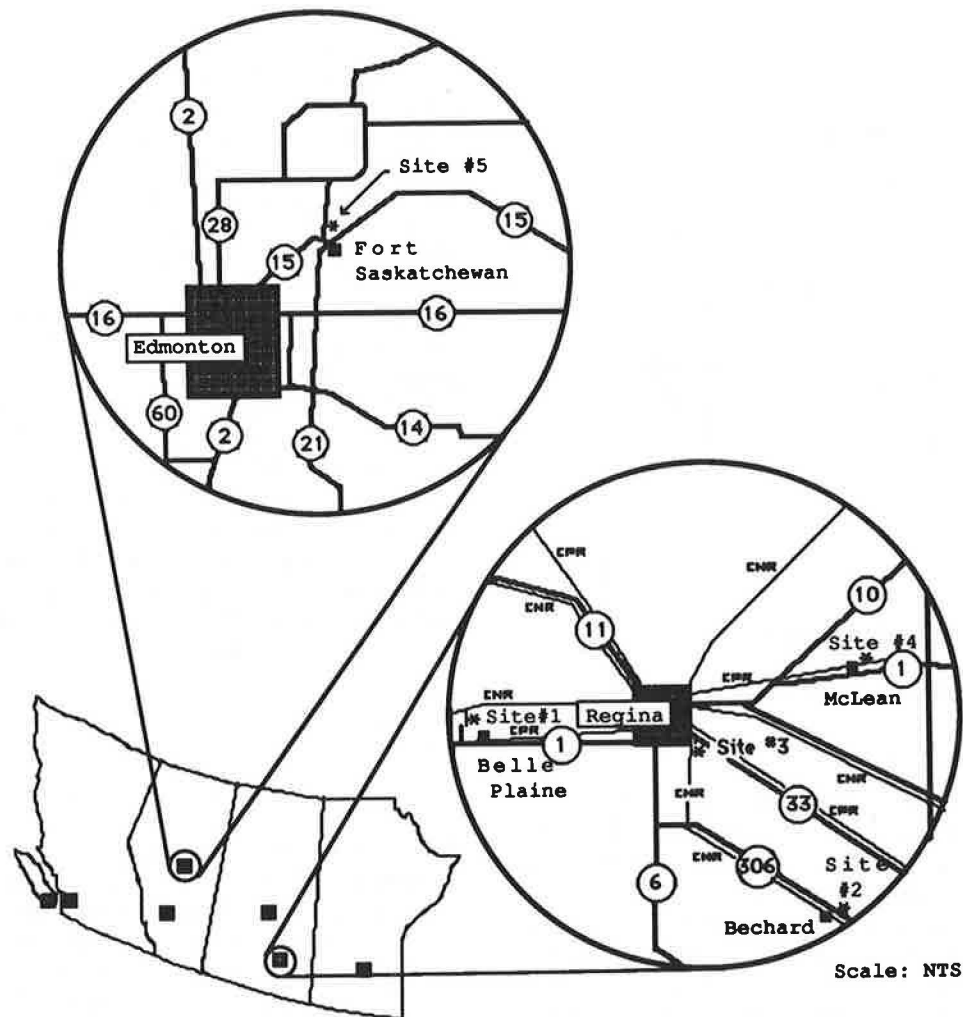 2
Site #5
28
15
15
Fort
Saskatchewan
16
16
Edmonton
60
2
21
14
CPR
CNR
CNR
10
11
Site #4
1
CPR
McLean
CNR
Site#1
Regina
CPR
1
Site #3
Belle
Plaine
CNR
CNR
33
CPR
CNR
306
Site
#2
6
Bechard
Scale: NTS